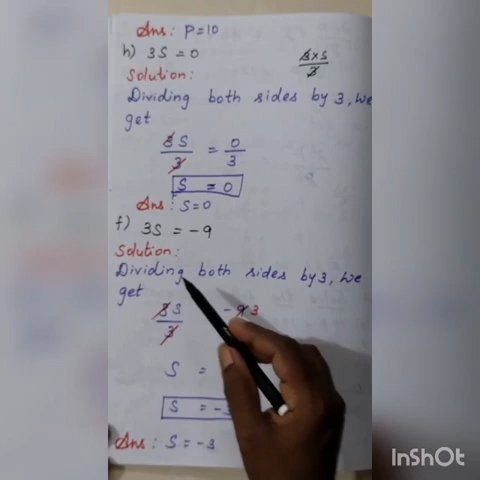 Ans: P=10
h) 3S = 0
3×S
3
Solution:
Dividing both sides by 3, we
get
3S = 0
3 3
S = 0
Ans: S=0
f) 3S = -9
Solution:
Dividing both sides by 3, we
get
3S -9 3
3
S =
S = -3
Ans: S = -3
InShOt